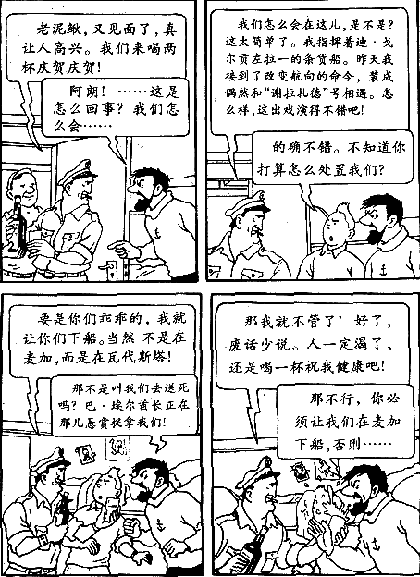 老泥鳅，又见面了，真
让人高兴。我们来喝两
杯庆贺庆贺！
阿朗！……这是
怎么回事？我们怎
么会……
我们怎么会在这儿，是不是？
这太简单了。我指挥着迪·戈
尔贡左拉一的条货船。昨天我
接到了改变航向的命令，装成
偶然和“谢拉扎德”号相遇。怎
么样，这出戏演得不错吧！
的确不错。不知道你
打算怎么处置我们？
要是你们乖乖的，我就
让你们下船。当然 不是在
麦加，而是在瓦代斯塔！
那不是叫我们去送死
吗？巴·埃尔酋长正在
那儿悬赏捉拿我们！
那我就不管了 好了，
废话少说。人一定渴了、
还是喝一杯祝我健康吧！
那不行，你必
须让我们在麦加
下船，否则……